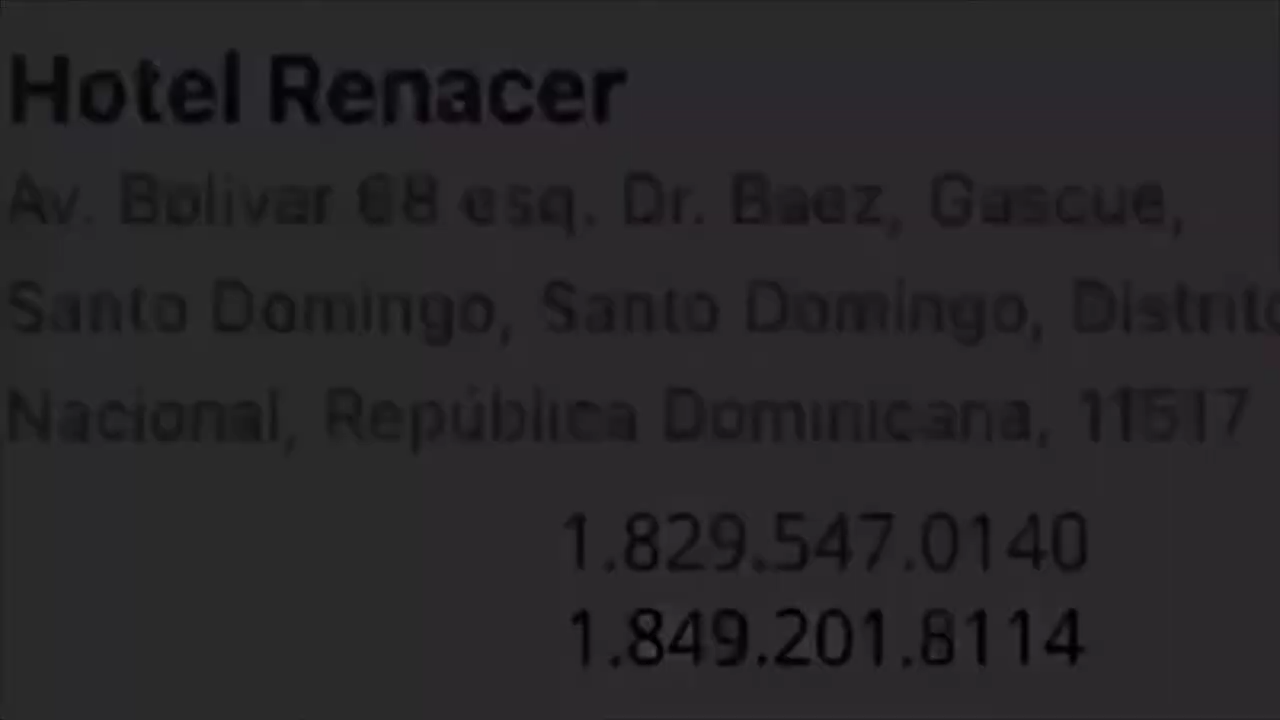 Hotel Renacer
Av. Bolivar 68 esq. Dr. Baez, Gascue,
Santo Domingo, Santo Domingo, Distrito
Nacional, República Dominicana, 11517
1.829.547.0140
1.849.201.8114